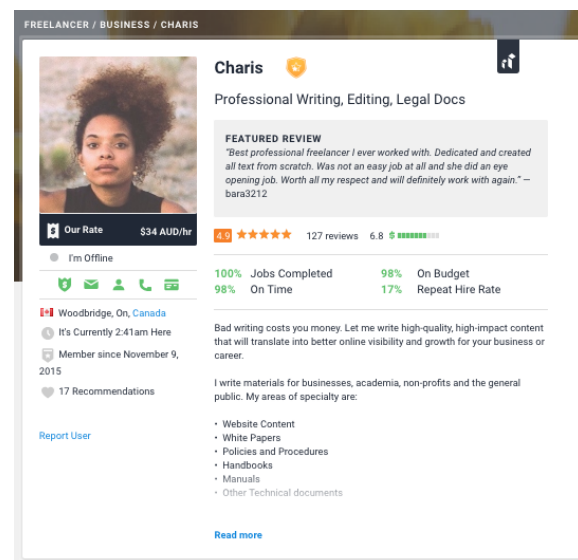 FREELANCER / BUSINESS / CHARIS
Charis
Professional Writing, Editing, Legal Docs
FEATURED REVIEW
"Best professional freelancer I ever worked with. Dedicated and created
all text from scratch. Was not an easy job at all and she did an eye
opening job. Worth all my respect and will definitely work with again." —
bara3212
Our Rate $34 AUD/hr
4.9 127 reviews 6.8 $
I'm Offline
100% Jobs Completed 98% On Budget
98% On Time 17% Repeat Hire Rate
Woodbridge, On, Canada
It's Currently 2:41am Here
Member since November 9,
2015
17 Recommendations
Report User
Bad writing costs you money. Let me write high-quality, high-impact content
that will translate into better online visibility and growth for your business or
career.
I write materials for businesses, academia, non-profits and the general
public. My areas of specialty are:
• Website Content
• White Papers
• Policies and Procedures
• Handbooks
• Manuals
• Other Technical documents
Read more